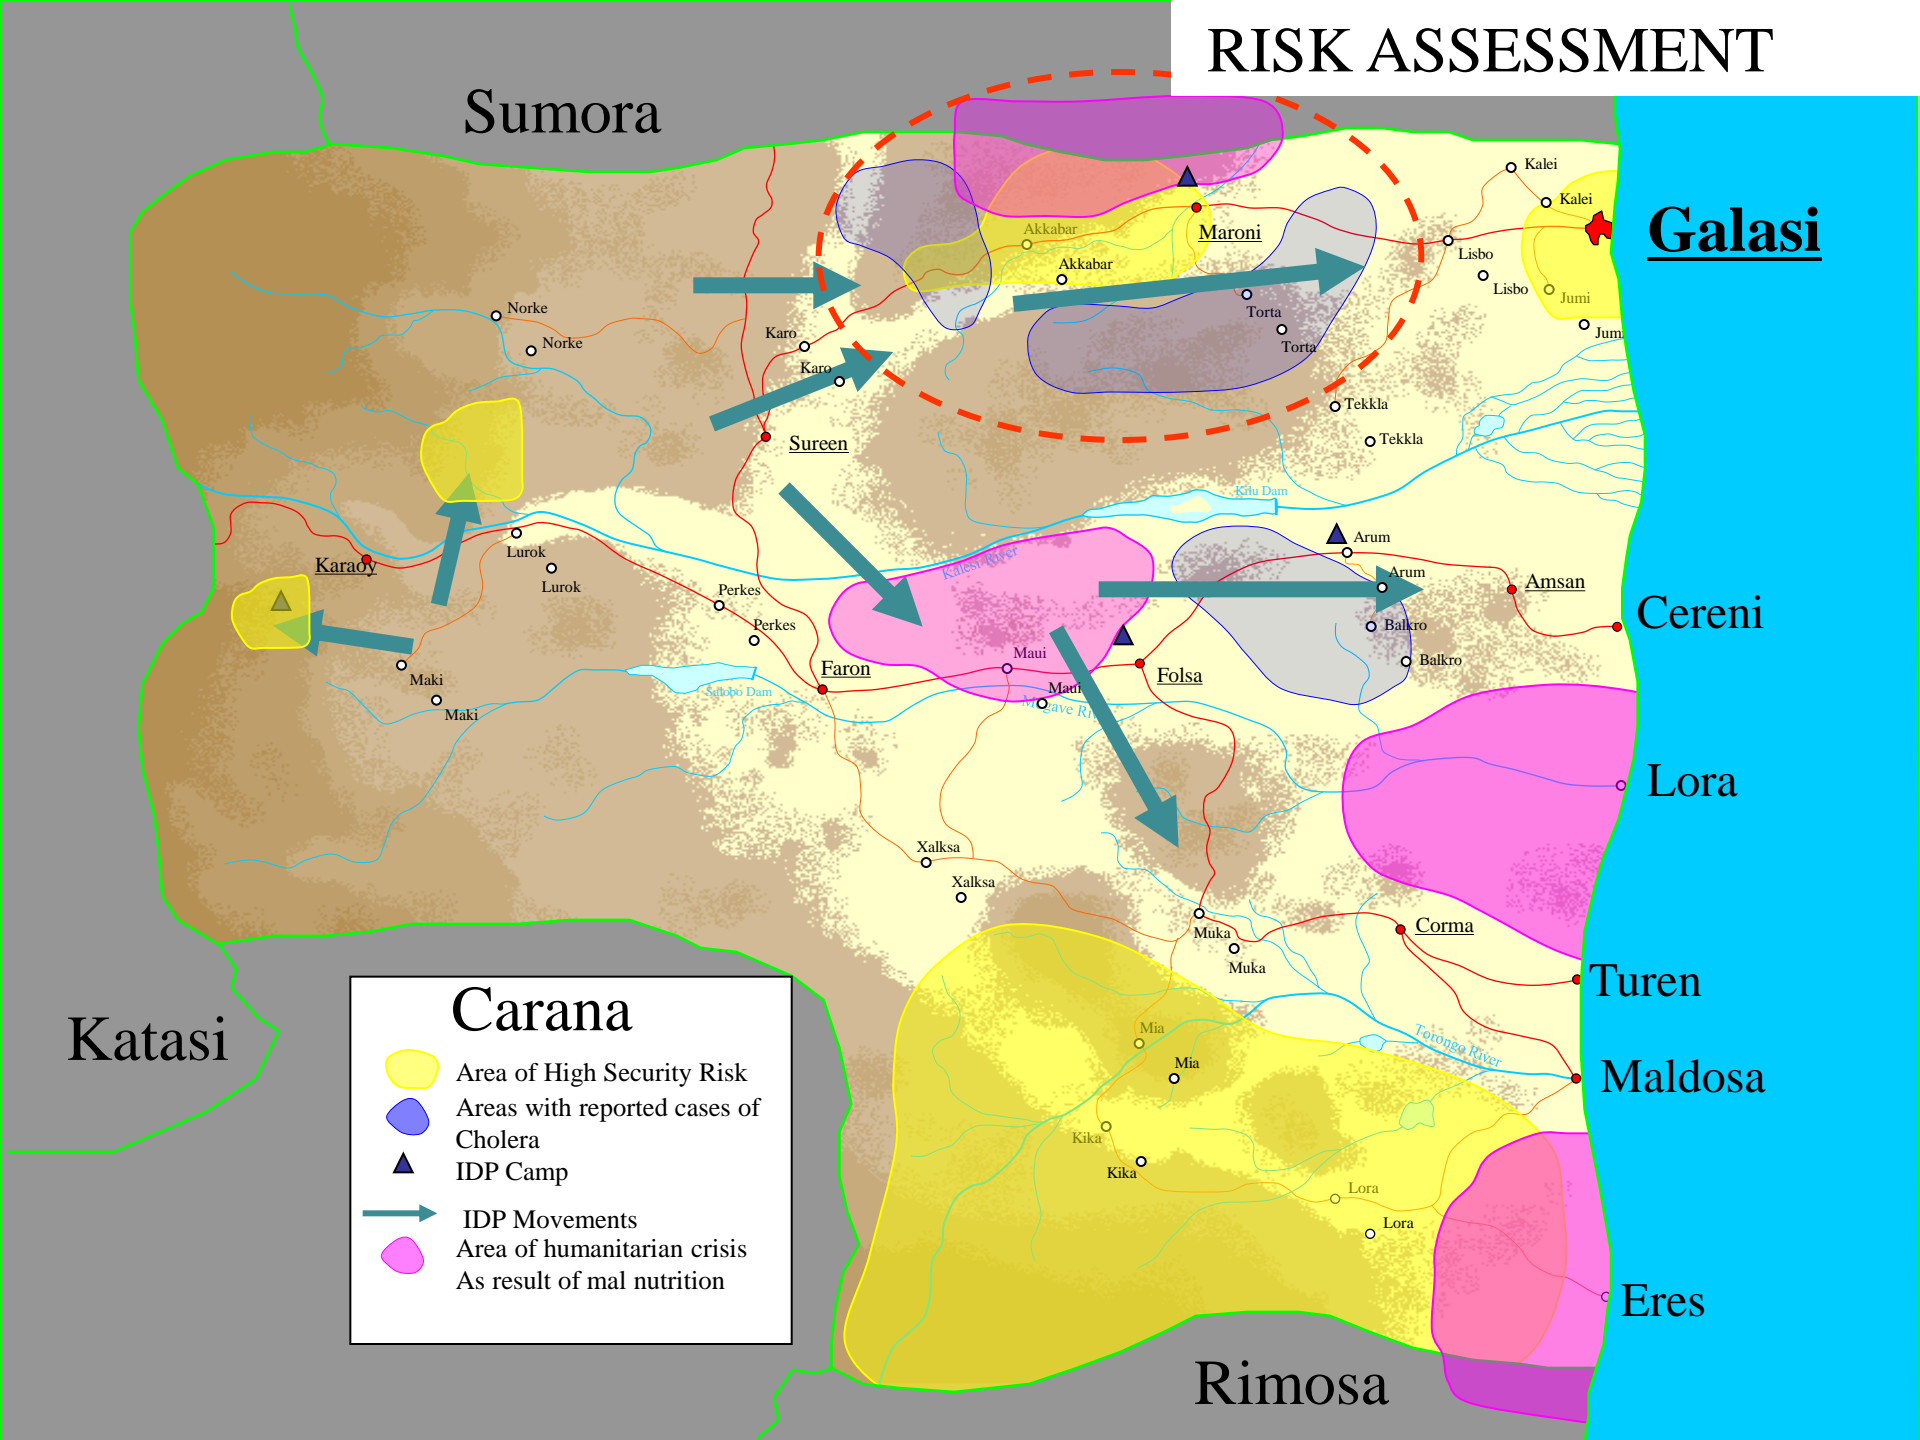 RISK ASSESSMENT
Sumora
Kalei
Kalei
Galasi
Akkabar
Maroni
Lisbo
Akkabar
Lisbo
Jumi
Norke
Torta
Karo
Jum
Norke
Torta
Karo
Tekkla
Sureen
Tekkla
Kilu Dam
Arum
Lurok
Kalesi River
Karaoy
Arum
Amsan
Lurok
Perkes
Cereni
Perkes
Balkro
Maui
Balkro
Faron
Folsa
Maki
Maui
Maki
Lora
Xalksa
Xalksa
Corma
Muka
Muka
Turen
Carana
Katasi
Mia
Torongo River
Mia
Area of High Security Risk
Maldosa
Areas with reported cases of
Cholera
Kika
IDP Camp
Kika
Lora
IDP Movements
Lora
Area of humanitarian crisis
As result of mal nutrition
Eres
Rimosa